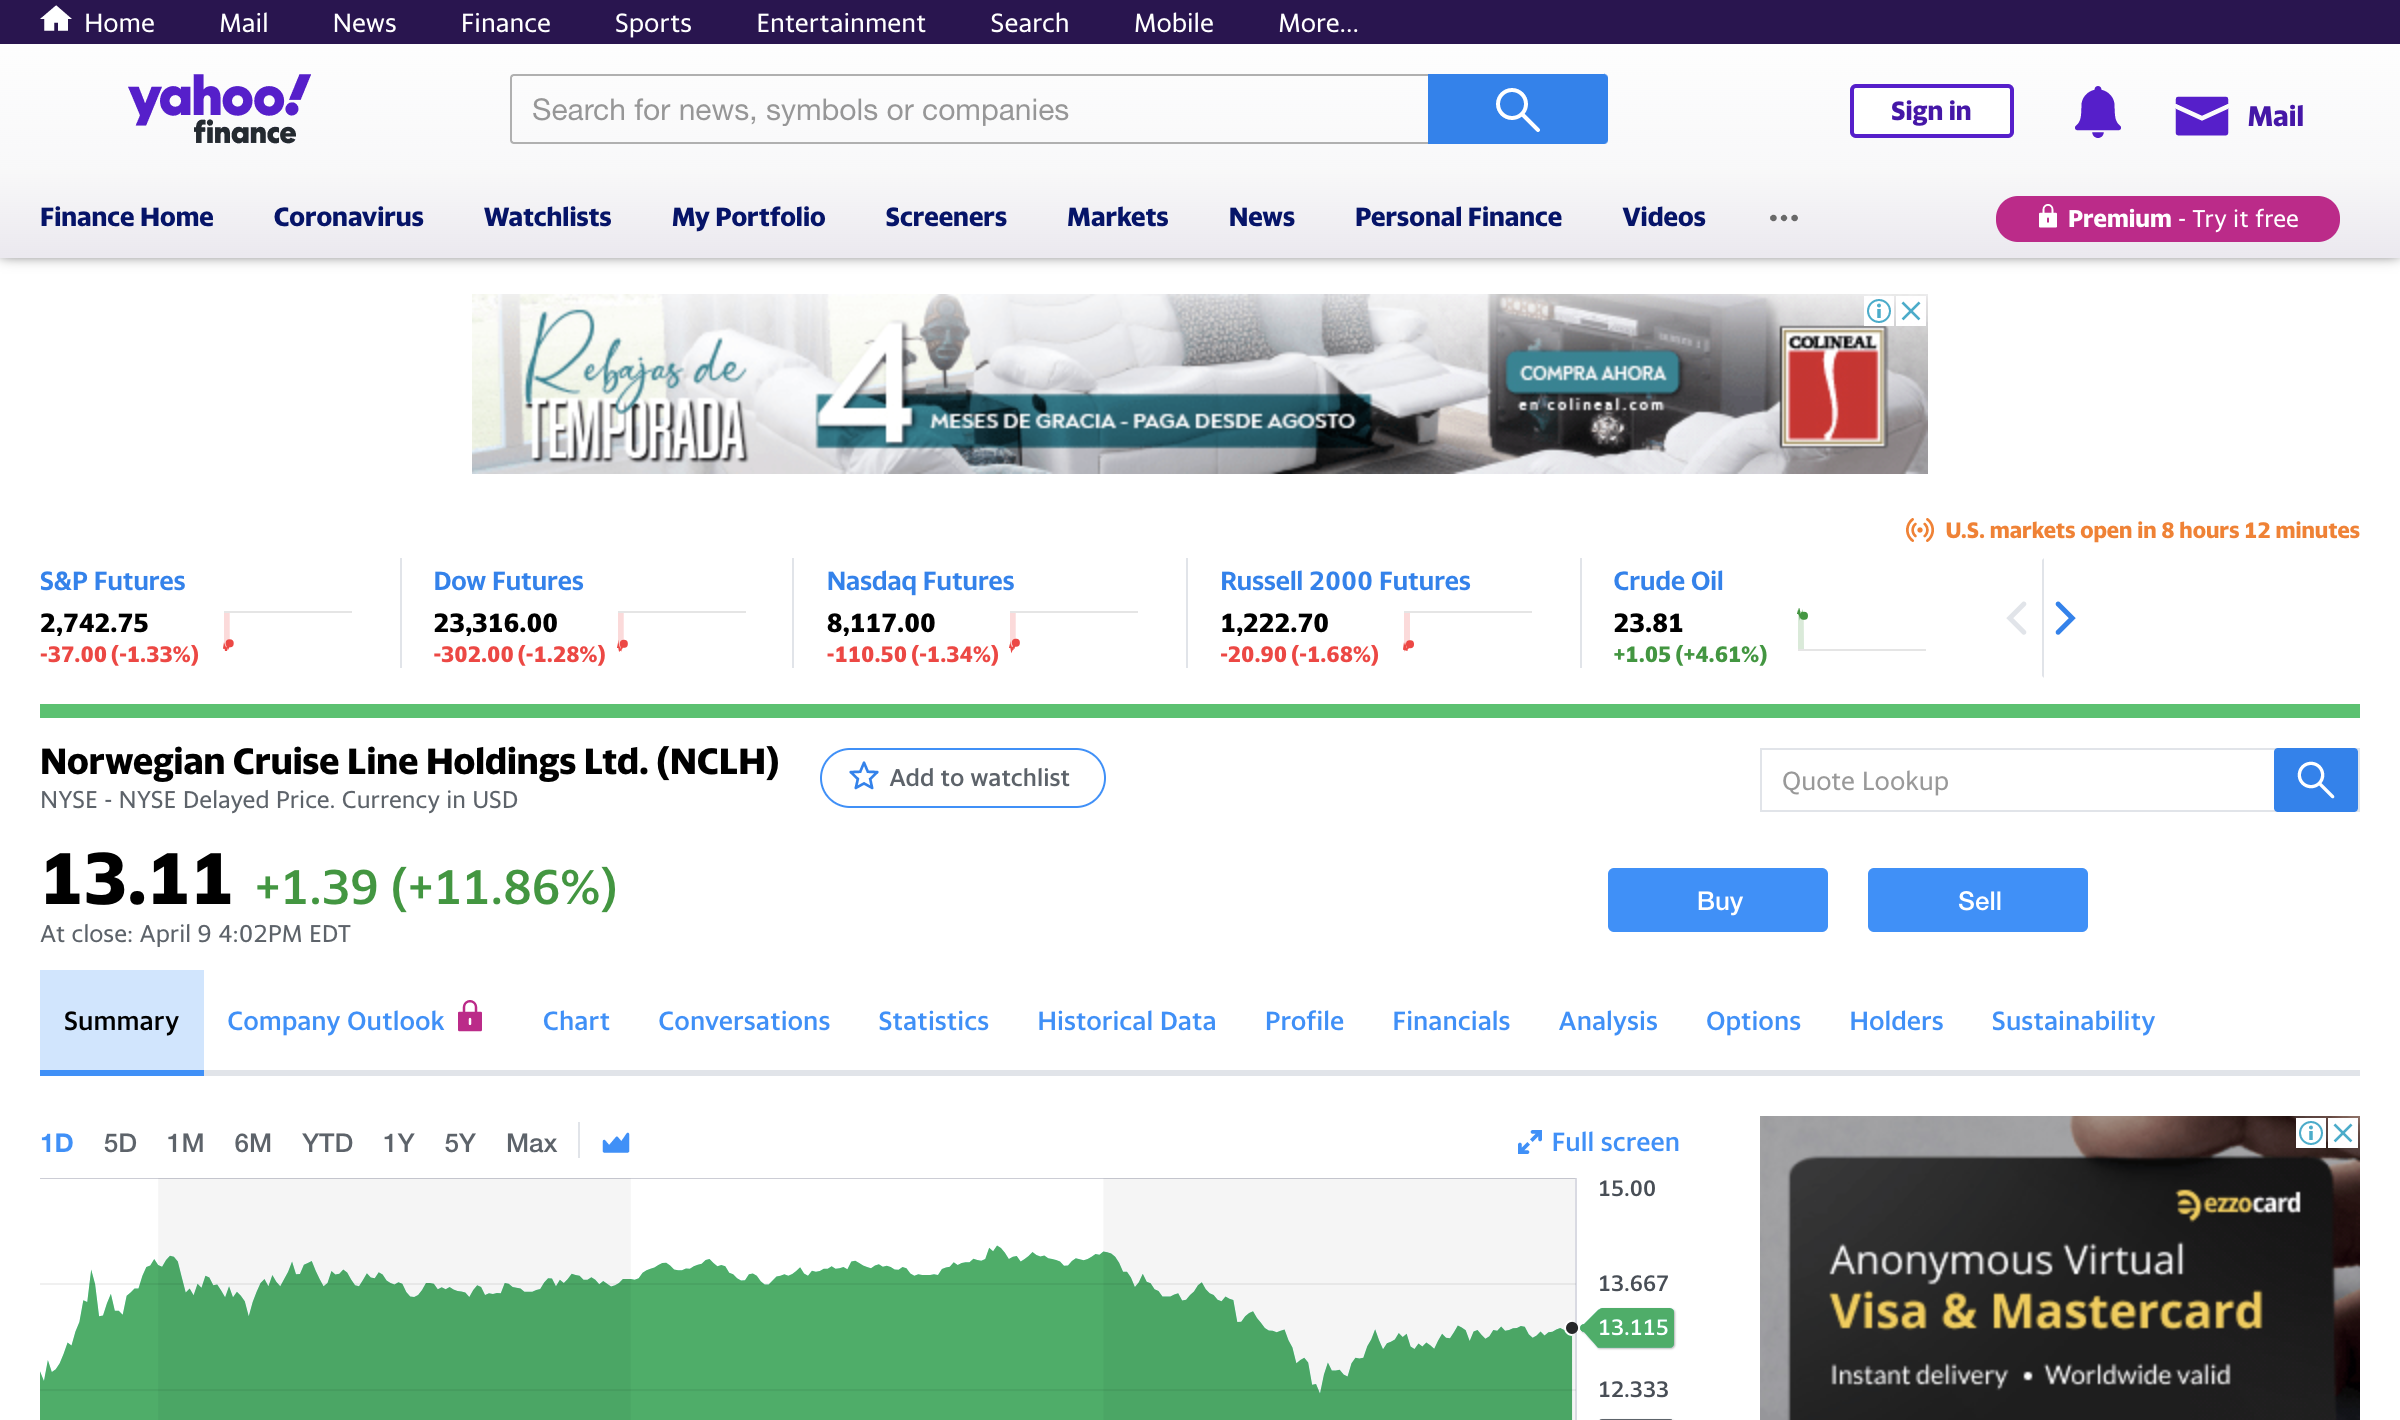 Home Mail News Finance Sports Entertainment Search Mobile More...
yahoo!
finance
Search for news, symbols or companies
Sign in
Mail
Finance Home Coronavirus Watchlists My Portfolio Screeners Markets News Personal Finance Videos ...
Premium - Try it free
Rebajas de
TEMPORADA
4
MESES DE GRACIA - PAGA DESDE AGOSTO
COMPRA AHORA
en colineal.com
COLINEAL
U.S. markets open in 8 hours 12 minutes
S&P Futures
2,742.75
-37.00 (-1.33%)
Dow Futures
23,316.00
-302.00 (-1.28%)
Nasdaq Futures
8,117.00
-110.50 (-1.34%)
Russell 2000 Futures
1,222.70
-20.90 (-1.68%)
Crude Oil
23.81
+1.05 (+4.61%)
Norwegian Cruise Line Holdings Ltd. (NCLH)
NYSE - NYSE Delayed Price. Currency in USD
Add to watchlist
Quote Lookup
13.11 +1.39 (+11.86%)
At close: April 9 4:02PM EDT
Buy
Sell
Summary Company Outlook Chart Conversations Statistics Historical Data Profile Financials Analysis Options Holders Sustainability
1D 5D 1M 6M YTD 1Y 5Y Max
Full screen
15.00
13.667
13.115
12.333
ezzocard
Anonymous Virtual
Visa & Mastercard
Instant delivery • Worldwide valid